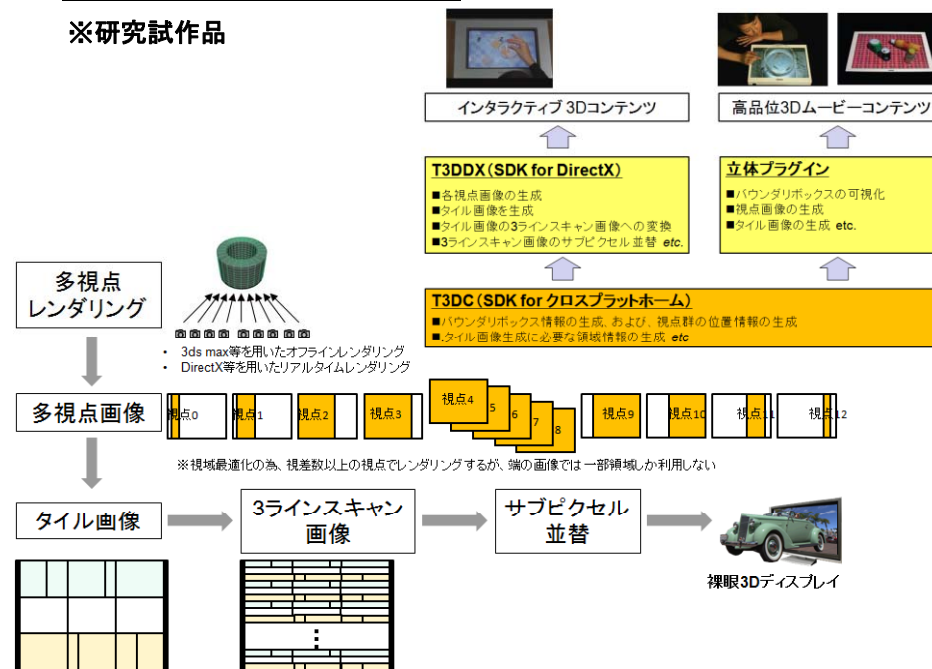 ※研究試作品
インタラクティブ 3Dコンテンツ
高品位3Dムービーコンテンツ
T3DDX(SDK for DirectX)
■各視点画像の生成
■タイル画像を生成
■タイル画像の3ラインスキャン画像への変換
■3ラインスキャン画像のサブピクセル並替 etc.
立体プラグイン
■バウンダリボックスの可視化
■視点画像の生成
■タイル画像の生成 etc.
T3DC(SDK for クロスプラットホーム)
■バウンダリボックス情報の生成、および、視点群の位置情報の生成
■.タイル画像生成に必要な領域情報の生成 etc
多視点
レンダリング
• 3ds max等を用いたオフラインレンダリング
• DirectX等を用いたリアルタイムレンダリング
多視点画像
視点0
視点1
視点2
視点3
視点4
5
6
7
8
視点9
視点10
視点11
視点12
※視域最適化の為、視差数以上の視点でレンダリングするが、端の画像では一部領域しか利用しない
タイル画像
3ラインスキャン
画像
サブピクセル
並替
裸眼3Dディスプレイ